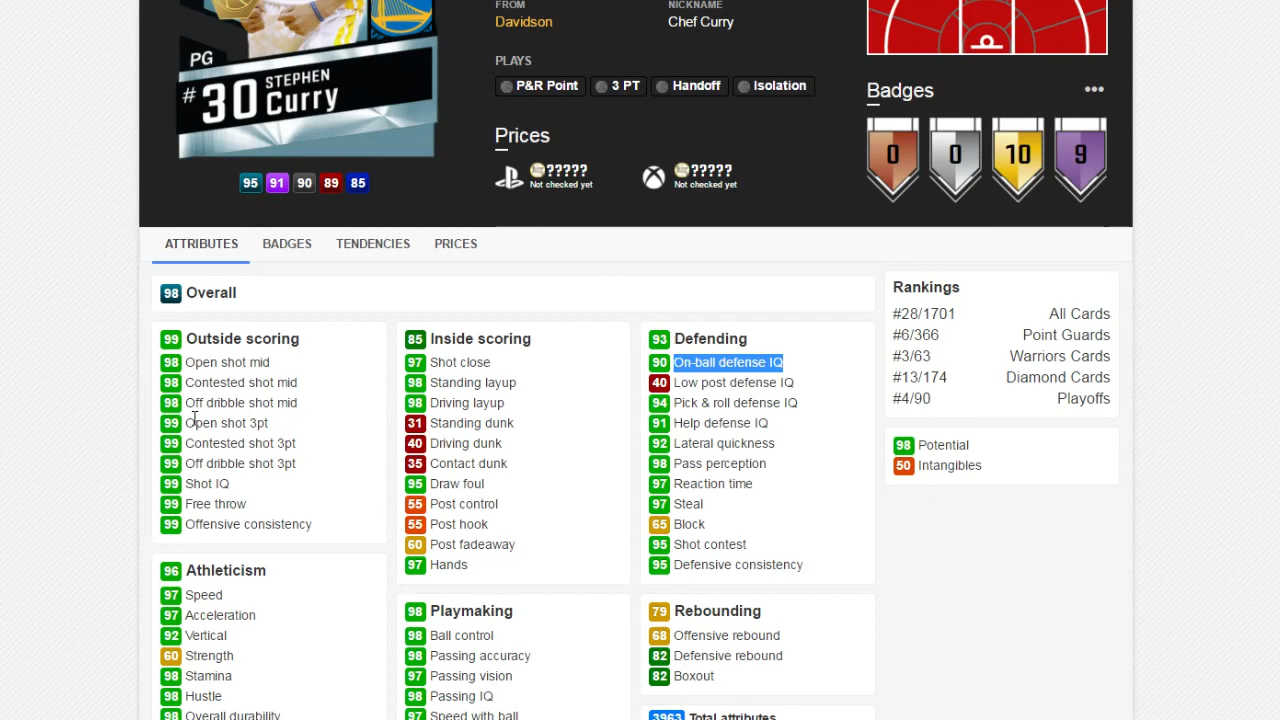 FROM
Davidson
NICKNAME
Chef Curry
PG
#30 STEPHEN Curry
95 91 90 89 85
PLAYS
P&R Point
3 PT
Handoff
Isolation
Prices
?????
Not checked yet
?????
Not checked yet
Badges
0 0 10 9
ATTRIBUTES BADGES TENDENCIES PRICES
98 Overall
99 Outside scoring
98 Open shot mid
98 Contested shot mid
98 Off dribble shot mid
99 Open shot 3pt
99 Contested shot 3pt
99 Off dribble shot 3pt
99 Shot IQ
99 Free throw
99 Offensive consistency
96 Athleticism
97 Speed
97 Acceleration
92 Vertical
60 Strength
98 Stamina
98 Hustle
98 Overall durability
85 Inside scoring
97 Shot close
98 Standing layup
98 Driving layup
31 Standing dunk
40 Driving dunk
35 Contact dunk
95 Draw foul
55 Post control
55 Post hook
60 Post fadeaway
97 Hands
98 Playmaking
98 Ball control
98 Passing accuracy
97 Passing vision
98 Passing IQ
97 Speed with ball
93 Defending
90 On-ball defense IQ
40 Low post defense IQ
94 Pick & roll defense IQ
91 Help defense IQ
92 Lateral quickness
98 Pass perception
97 Reaction time
97 Steal
65 Block
95 Shot contest
95 Defensive consistency
79 Rebounding
68 Offensive rebound
82 Defensive rebound
82 Boxout
3963 Total attributes
Rankings
#28/1701 All Cards
#6/366 Point Guards
#3/63 Warriors Cards
#13/174 Diamond Cards
#4/90 Playoffs
98 Potential
50 Intangibles